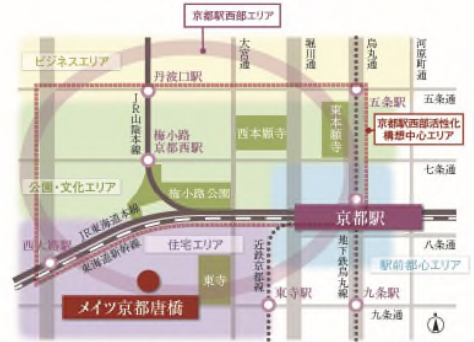 京都駅西部エリア
ビジネスエリア
大宮通
堀川通
烏丸通
河原町通
丹波口駅
五条駅
五条通
JR山陰本線
梅小路
京都西駅
西本願寺
東本願寺
京都駅西部活性化
構想中心エリア
七条通
公園・文化エリア
梅小路公園
京都駅
JR東海道本線
東海道新幹線
西大路駅
住宅エリア
近鉄京都線
地下鉄烏丸線
八条通
駅前都心エリア
東寺
メイツ京都唐橋
東寺駅
九条駅
九条通